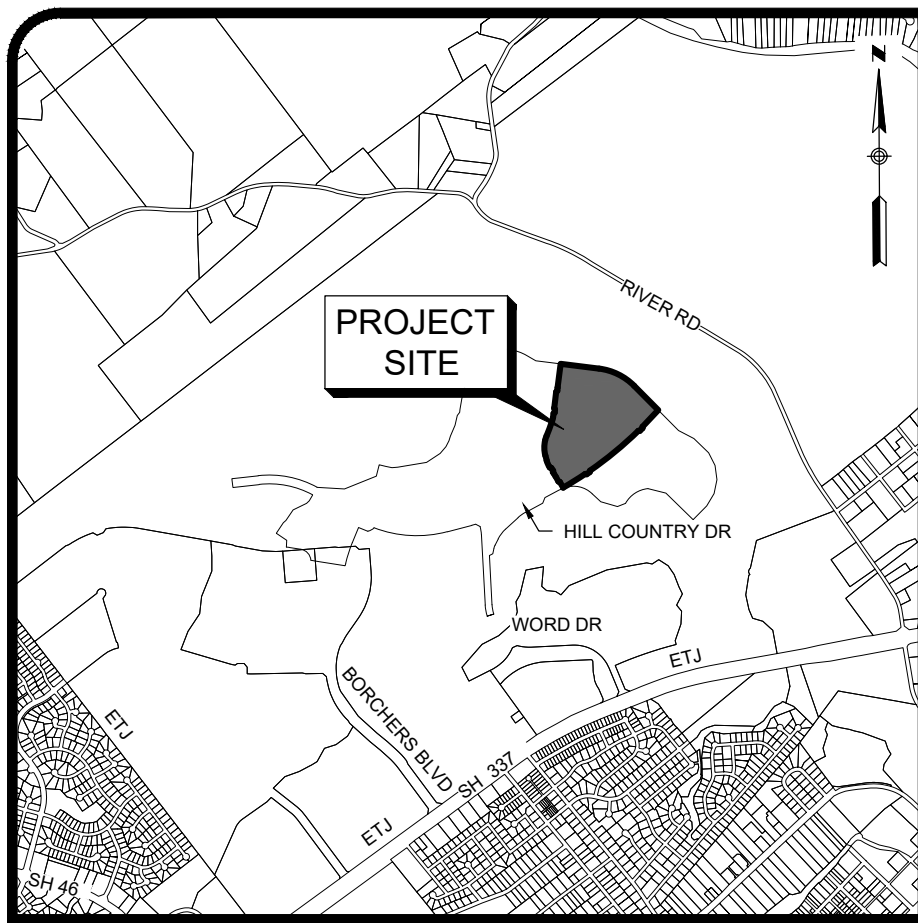 N
RIVER RD
PROJECT
SITE
HILL COUNTRY DR
WORD DR
ETJ
BORCHERS BLVD
ETJ
SH 337
ETJ
SH 46